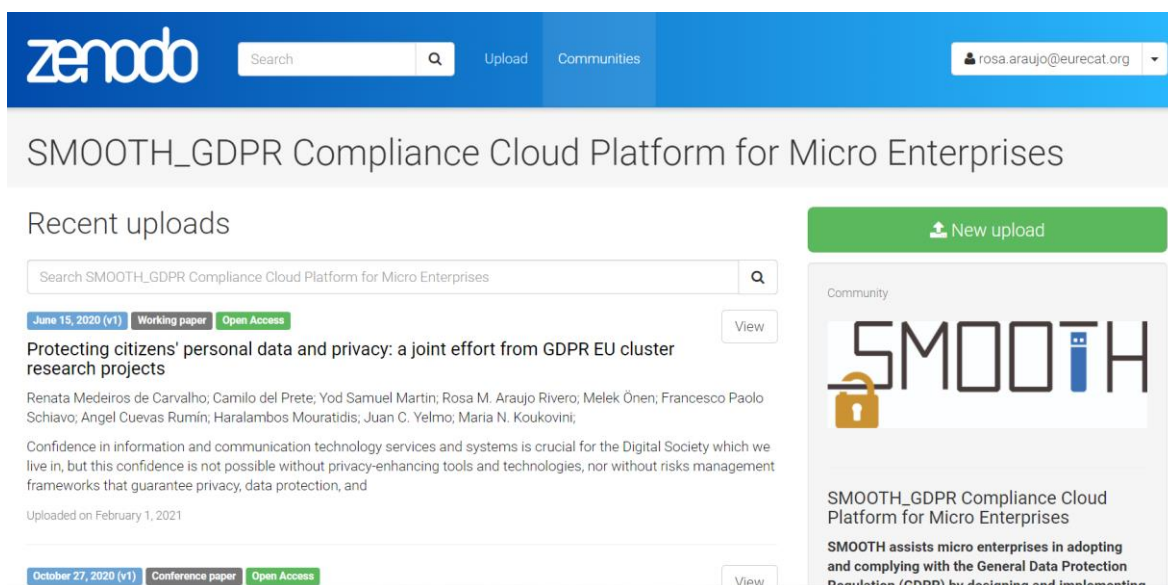 zenodo
Search
Upload
Communities
rosa.araujo@eurecat.org
SMOOTH_GDPR Compliance Cloud Platform for Micro Enterprises
Recent uploads
Search SMOOTH_GDPR Compliance Cloud Platform for Micro Enterprises
June 15, 2020 (v1) Working paper Open Access
View
Protecting citizens' personal data and privacy: a joint effort from GDPR EU cluster
research projects
Renata Medeiros de Carvalho; Camilo del Prete; Yod Samuel Martin; Rosa M. Araujo Rivero; Melek Önen; Francesco Paolo
Schiavo; Angel Cuevas Rumín; Haralambos Mouratidis; Juan C. Yelmo; Maria N. Koukovini;
Confidence in information and communication technology services and systems is crucial for the Digital Society which we
live in, but this confidence is not possible without privacy-enhancing tools and technologies, nor without risks management
frameworks that guarantee privacy, data protection, and
Uploaded on February 1, 2021
October 27, 2020 (v1) Conference paper Open Access
View
New upload
Community
SMOOTH
SMOOTH_GDPR Compliance Cloud
Platform for Micro Enterprises
SMOOTH assists micro enterprises in adopting
and complying with the General Data Protection
Regulation (GDPR) by designing and implementing